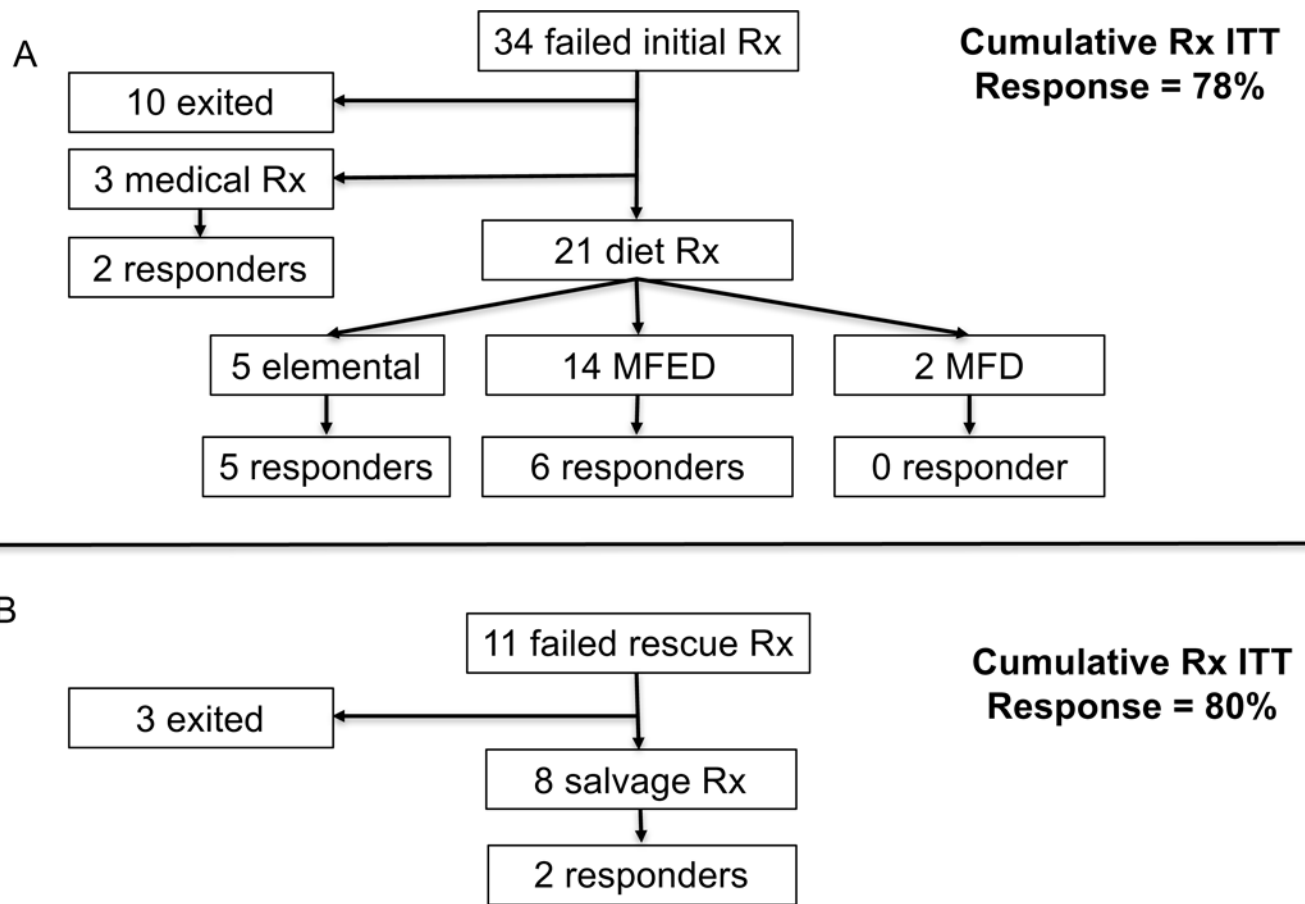 A
34 failed initial Rx
Cumulative Rx ITT
Response = 78%
10 exited
3 medical Rx
2 responders
21 diet Rx
5 elemental
14 MFED
2 MFD
5 responders
6 responders
0 responder
B
11 failed rescue Rx
Cumulative Rx ITT
Response = 80%
3 exited
8 salvage Rx
2 responders